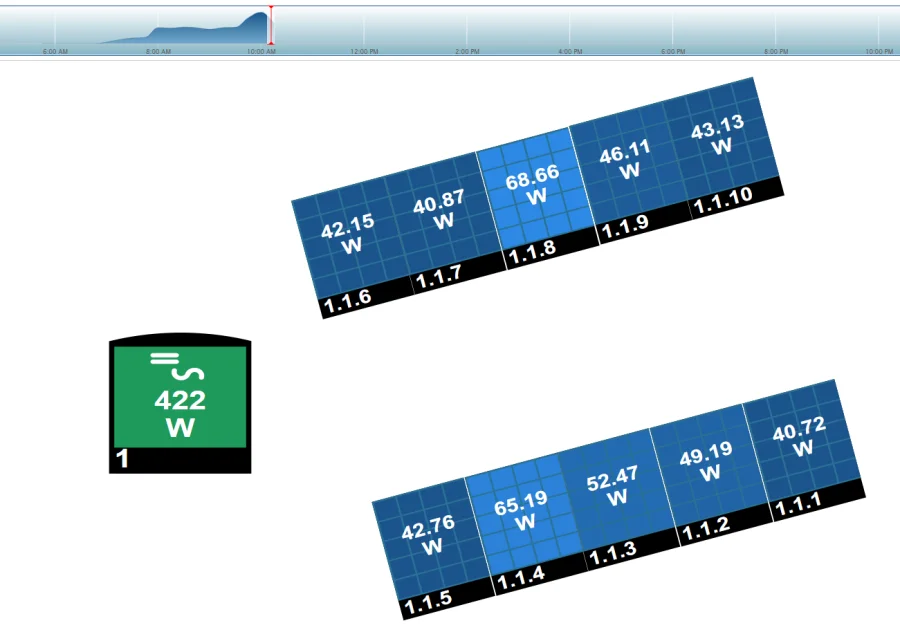 6:00 AM
8:00 AM
10:00 AM
12:00 PM
2:00 PM
4:00 PM
6:00 PM
8:00 PM
10:00 PM
42.15
W
1.1.6
40.87
W
1.1.7
68.66
W
1.1.8
46.11
W
1.1.9
43.13
W
1.1.10
422
W
1
42.76
W
1.1.5
65.19
W
1.1.4
52.47
W
1.1.3
49.19
W
1.1.2
40.72
W
1.1.1